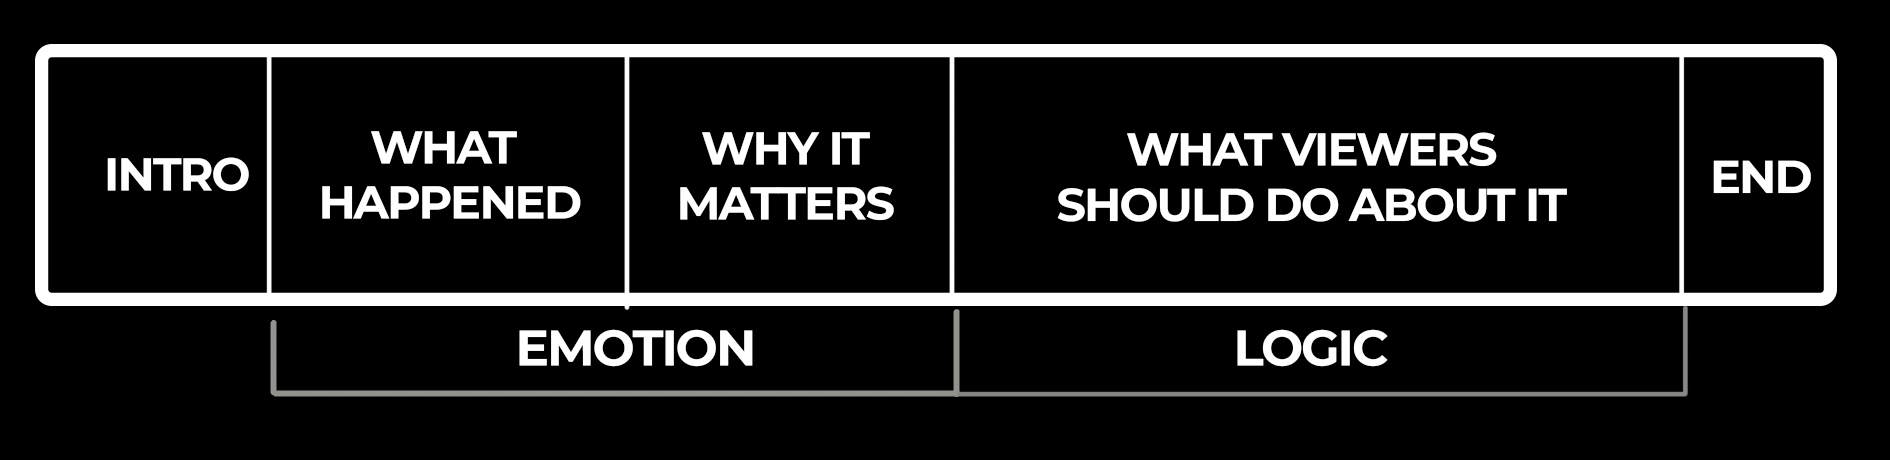 INTRO
WHAT
HAPPENED
WHY IT
MATTERS
WHAT VIEWERS
SHOULD DO ABOUT IT
END
EMOTION
LOGIC